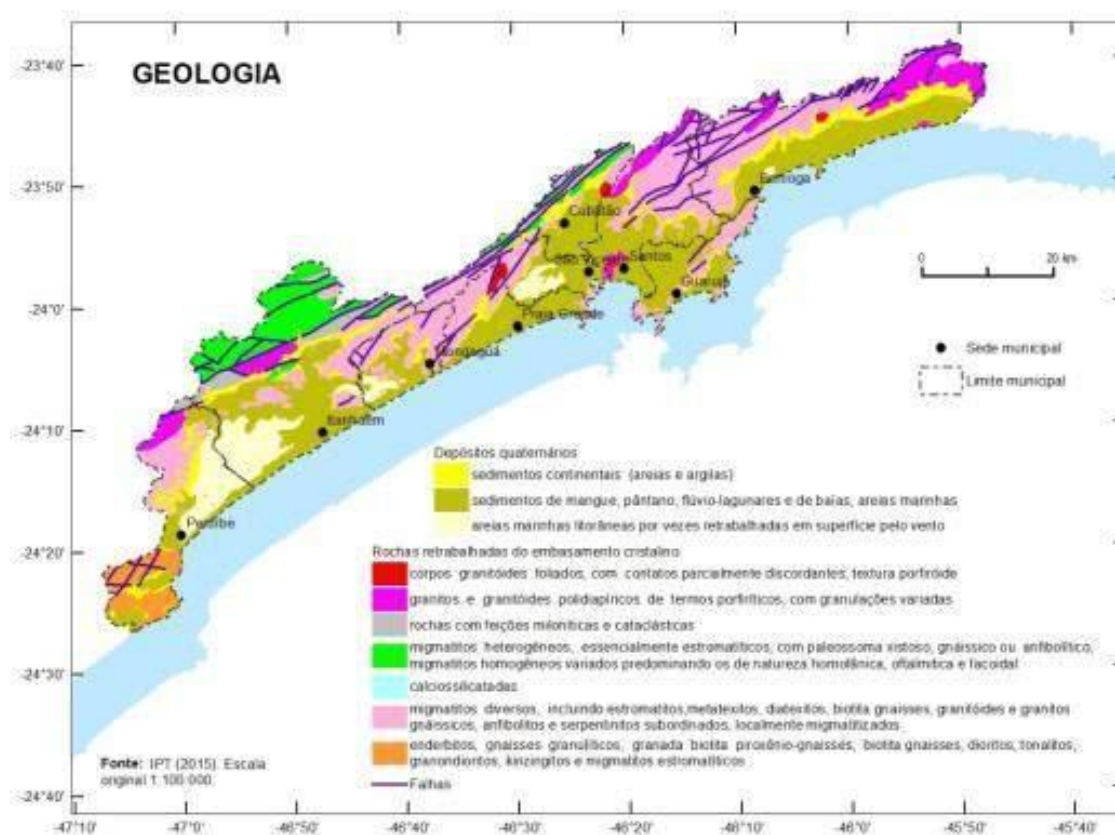 GEOLOGIA
-23°40'
-23°50'
-24°00'
-24°10'
-24°20'
-24°30'
-24°40'
Bertioga
Cubatão
São Vicente
Santos
Guarujá
Praia Grande
Mongaguá
Itanhaém
Peruíbe
0 20 km
Sede municipal
Limite municipal
Depósitos quaternários
sedimentos continentais (areias e argilas)
sedimentos de mangue, pântano, flúvio-lagunares e de baías, areias marinhas
areias marinhas litorâneas por vezes retrabalhadas em superfície pelo vento
Rochas retrabalhadas do embasamento cristalino
corpos granitóides foliados, com contatos parcialmente discordantes, textura porfiróide
granitos e granitóides polidiapíricos de termos porfiríticos, com granulações variadas
rochas com feições miloníticas e cataclásticas
migmatitos heterogêneos, essencialmente estromatíticos, com paleossoma xistoso, gnáissico ou anfibolítico,
migmatitos homogêneos variados predominando os de natureza homofânica, oftalmítica e facoidal
calciossilicatadas
migmatitos diversos, incluindo estromatitos, metatexitos, diatexitos, biotita gnaisses, granitóides e granitos
gnáissicos, anfibolitos e serpentinitos subordinados, localmente migmatitizados
enderbitos, gnaisses granulíticos, granada biotita piroxênio-gnaisses, biotita gnaisses, dioritos, tonalitos,
granondioritos, kinzingitos e migmatitos estromatíticos
Falhas
Fonte: IPT (2015). Escala
original 1:100.000.
-47°10' -47°0' -46°50' -46°40' -46°30' -46°20' -46°10' -46°0' -45°50' -45°40'